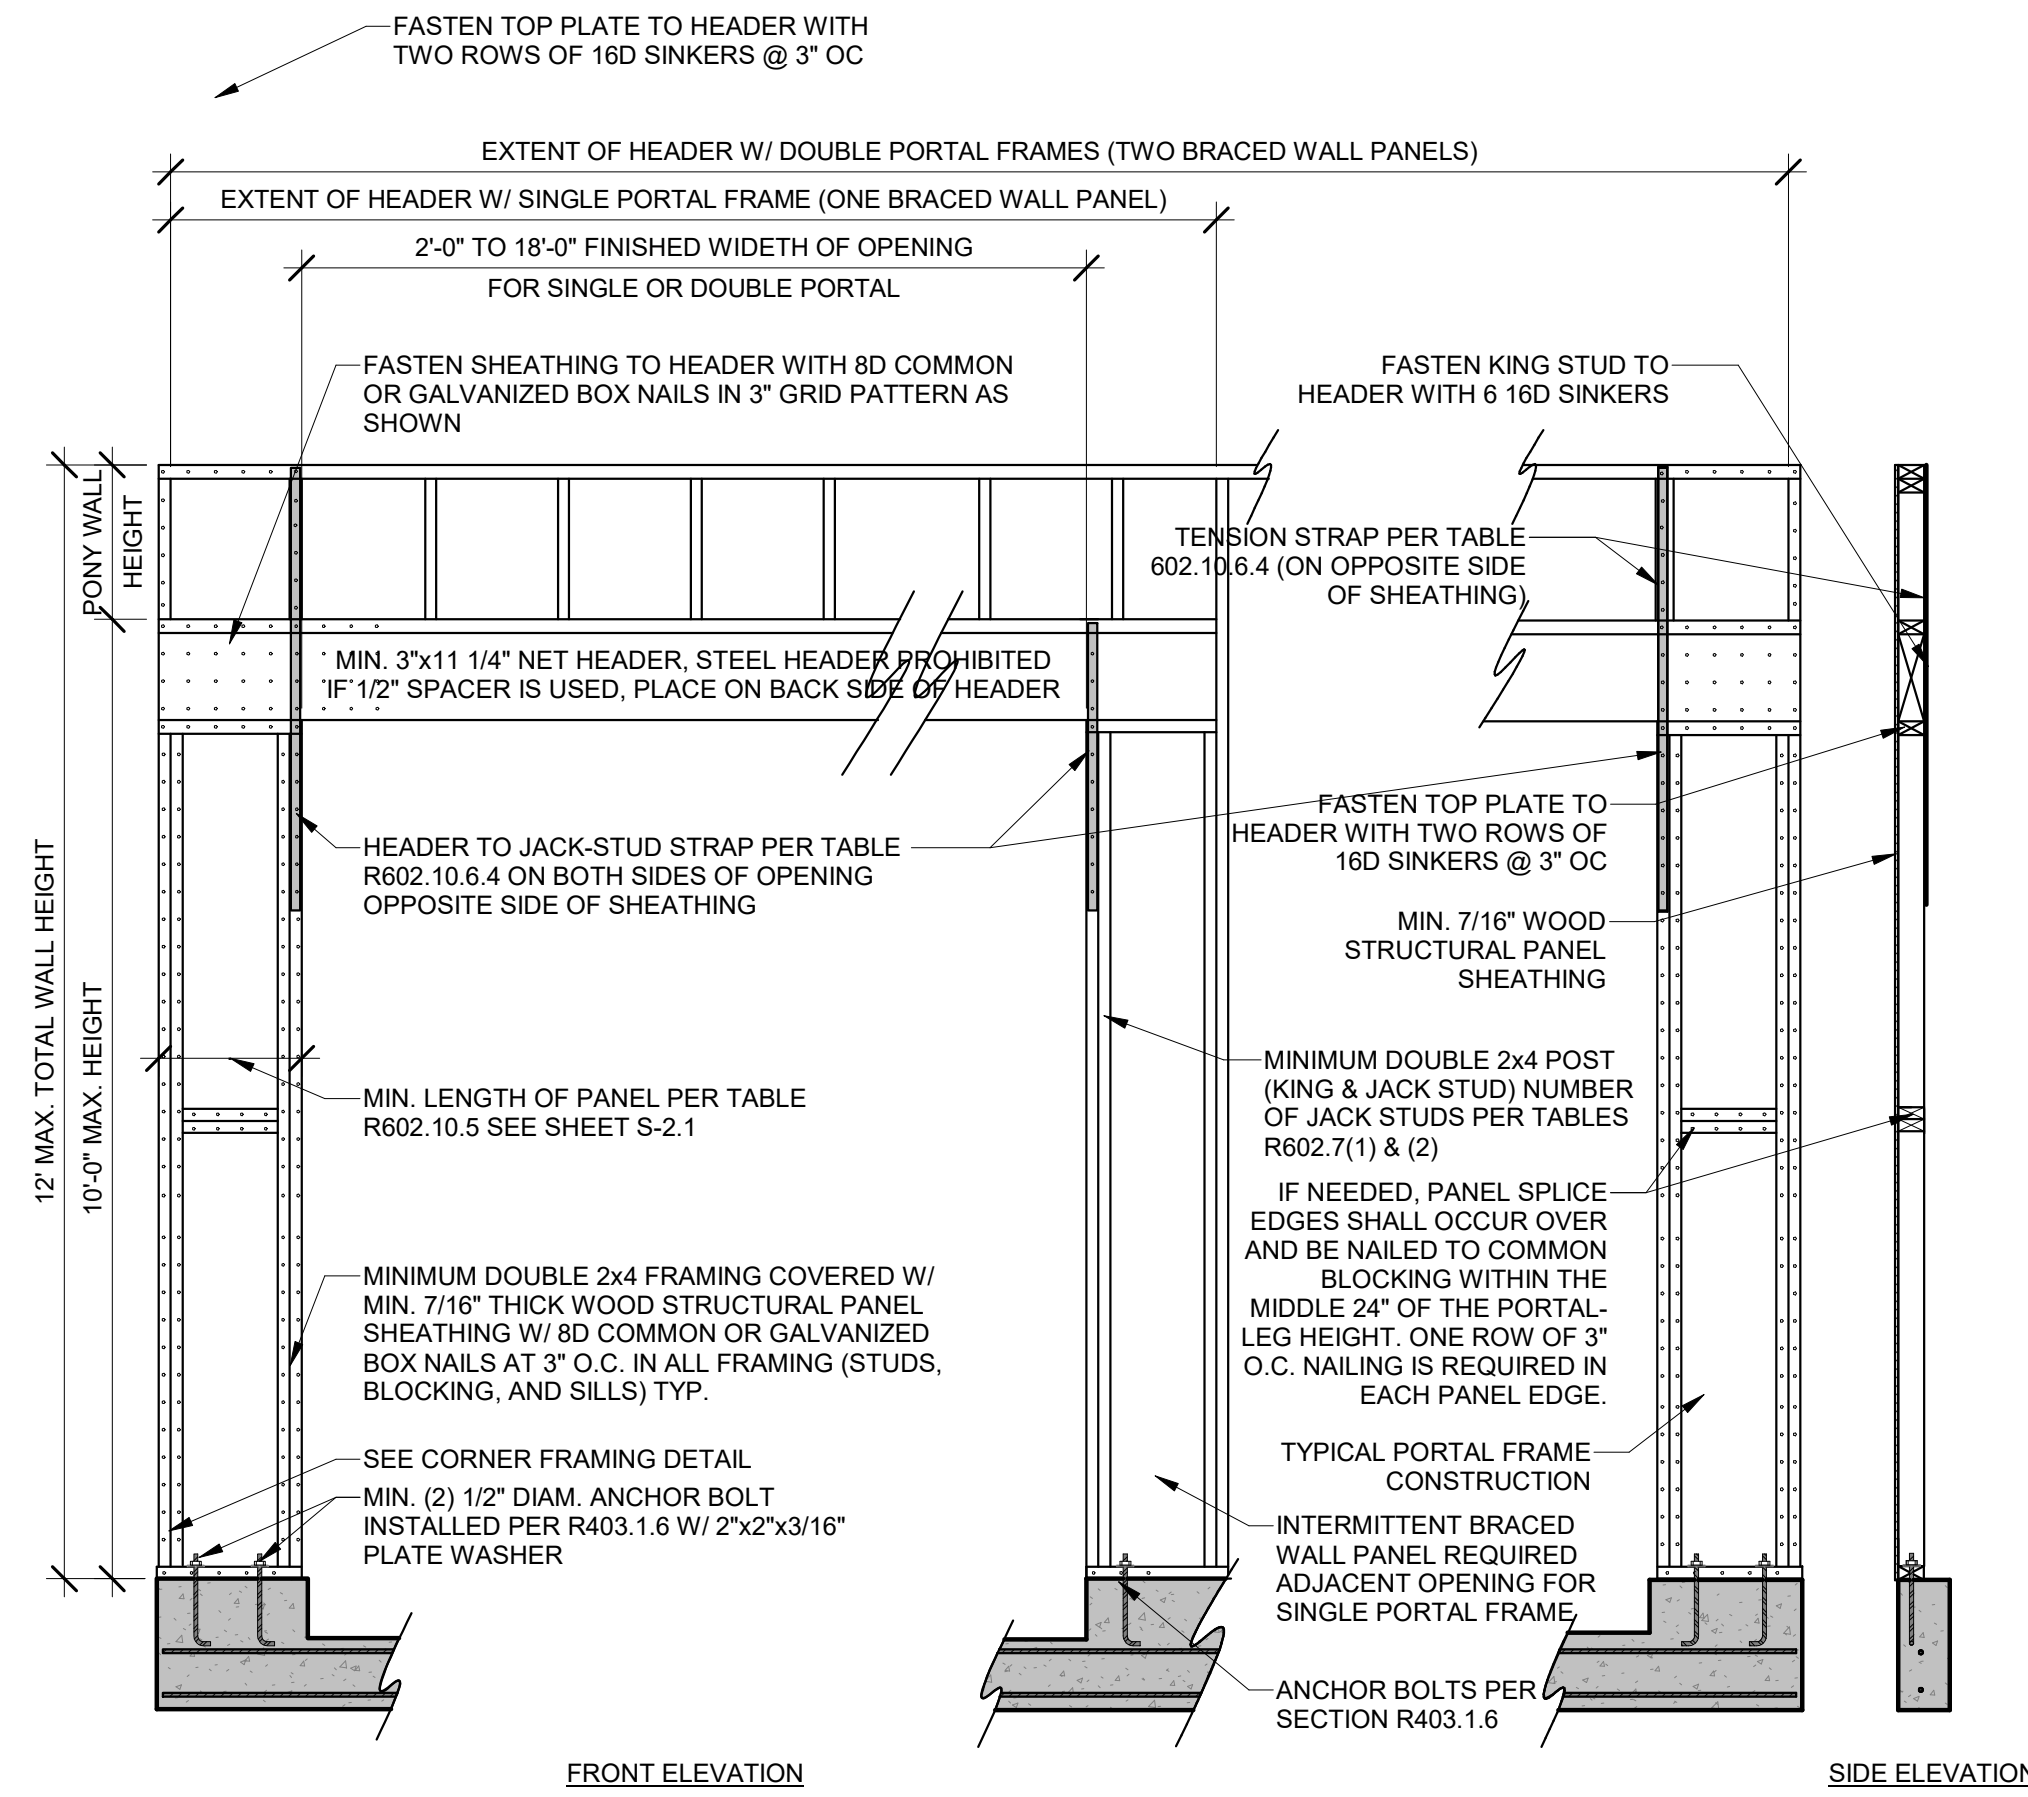 FASTEN TOP PLATE TO HEADER WITH
TWO ROWS OF 16D SINKERS @ 3" OC
EXTENT OF HEADER W/ DOUBLE PORTAL FRAMES (TWO BRACED WALL PANELS)
EXTENT OF HEADER W/ SINGLE PORTAL FRAME (ONE BRACED WALL PANEL)
2'-0" TO 18'-0" FINISHED WIDETH OF OPENING
FOR SINGLE OR DOUBLE PORTAL
FASTEN SHEATHING TO HEADER WITH 8D COMMON
OR GALVANIZED BOX NAILS IN 3" GRID PATTERN AS
SHOWN
FASTEN KING STUD TO
HEADER WITH 6 16D SINKERS
PONY WALL
HEIGHT
TENSION STRAP PER TABLE
602.10.6.4 (ON OPPOSITE SIDE
OF SHEATHING)
MIN. 3"x11 1/4" NET HEADER, STEEL HEADER PROHIBITED
IF 1/2" SPACER IS USED, PLACE ON BACK SIDE OF HEADER
12' MAX. TOTAL WALL HEIGHT
10'-0" MAX. HEIGHT
HEADER TO JACK-STUD STRAP PER TABLE
R602.10.6.4 ON BOTH SIDES OF OPENING
OPPOSITE SIDE OF SHEATHING
FASTEN TOP PLATE TO
HEADER WITH TWO ROWS OF
16D SINKERS @ 3" OC
MIN. 7/16" WOOD
STRUCTURAL PANEL
SHEATHING
MIN. LENGTH OF PANEL PER TABLE
R602.10.5 SEE SHEET S-2.1
MINIMUM DOUBLE 2x4 POST
(KING & JACK STUD) NUMBER
OF JACK STUDS PER TABLES
R602.7(1) & (2)
IF NEEDED, PANEL SPLICE
EDGES SHALL OCCUR OVER
AND BE NAILED TO COMMON
BLOCKING WITHIN THE
MIDDLE 24" OF THE PORTAL-
LEG HEIGHT. ONE ROW OF 3"
O.C. NAILING IS REQUIRED IN
EACH PANEL EDGE.
MINIMUM DOUBLE 2x4 FRAMING COVERED W/
MIN. 7/16" THICK WOOD STRUCTURAL PANEL
SHEATHING W/ 8D COMMON OR GALVANIZED
BOX NAILS AT 3" O.C. IN ALL FRAMING (STUDS,
BLOCKING, AND SILLS) TYP.
SEE CORNER FRAMING DETAIL
MIN. (2) 1/2" DIAM. ANCHOR BOLT
INSTALLED PER R403.1.6 W/ 2"x2"x3/16"
PLATE WASHER
TYPICAL PORTAL FRAME
CONSTRUCTION
INTERMITTENT BRACED
WALL PANEL REQUIRED
ADJACENT OPENING FOR
SINGLE PORTAL FRAME
ANCHOR BOLTS PER
SECTION R403.1.6
FRONT ELEVATION
SIDE ELEVATION